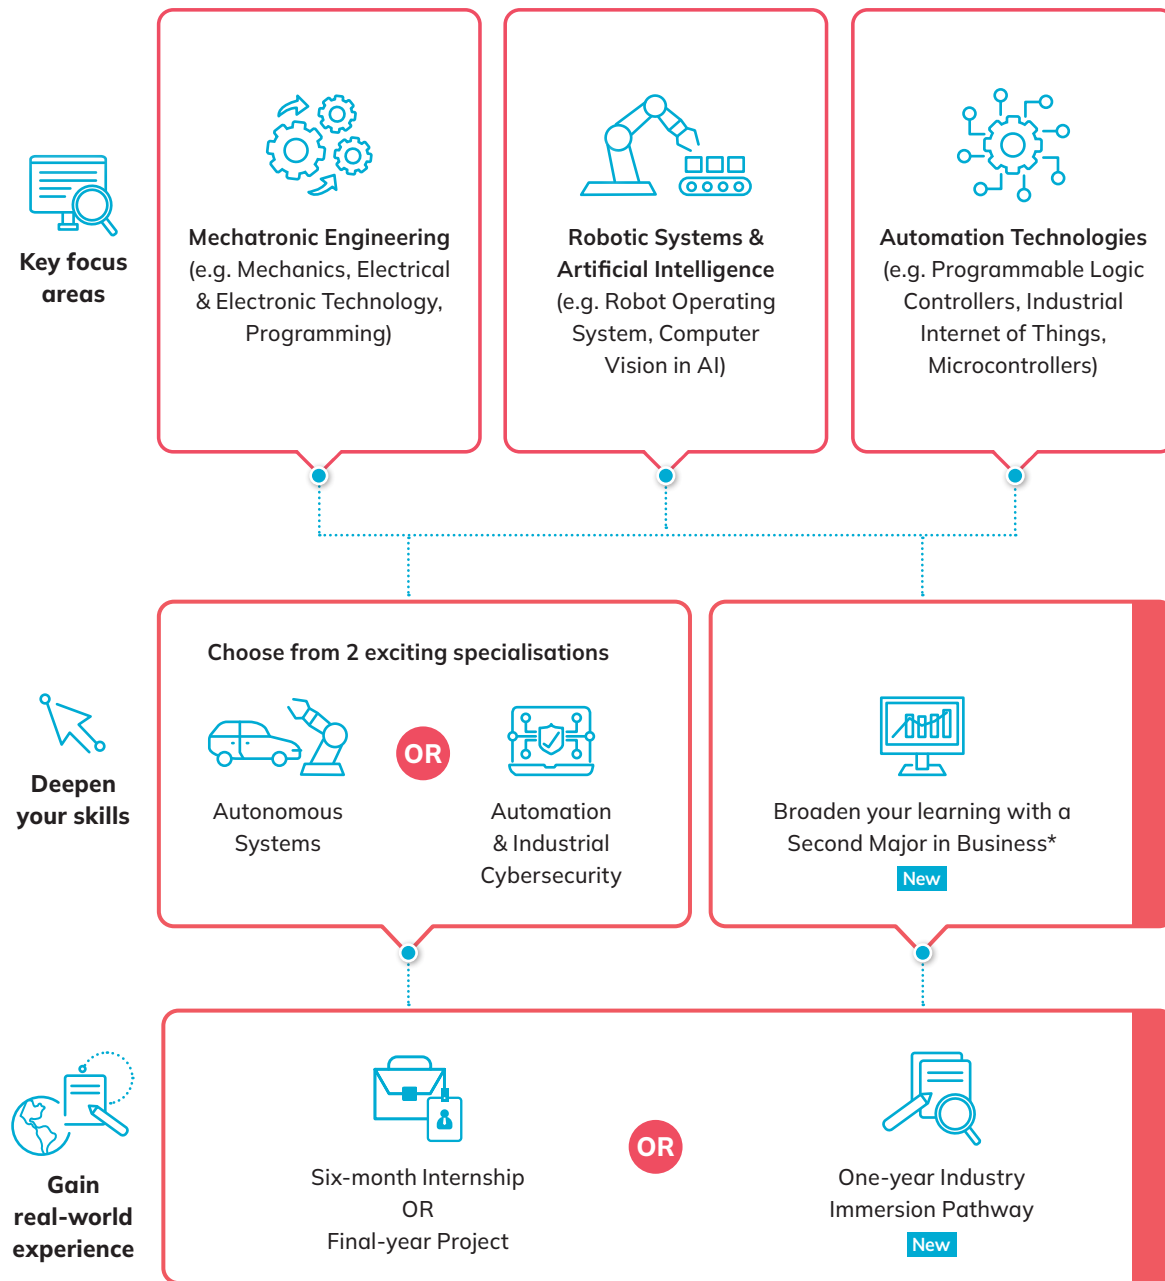 Key focus
areas
Mechatronic Engineering
(e.g. Mechanics, Electrical
& Electronic Technology,
Programming)
Robotic Systems &
Artificial Intelligence
(e.g. Robot Operating
System, Computer
Vision in AI)
Automation Technologies
(e.g. Programmable Logic
Controllers, Industrial
Internet of Things,
Microcontrollers)
Deepen
your skills
Choose from 2 exciting specialisations
Autonomous
Systems
OR
Automation
& Industrial
Cybersecurity
Broaden your learning with a
Second Major in Business*
New
Gain
real-world
experience
Six-month Internship
OR
Final-year Project
OR
One-year Industry
Immersion Pathway
New